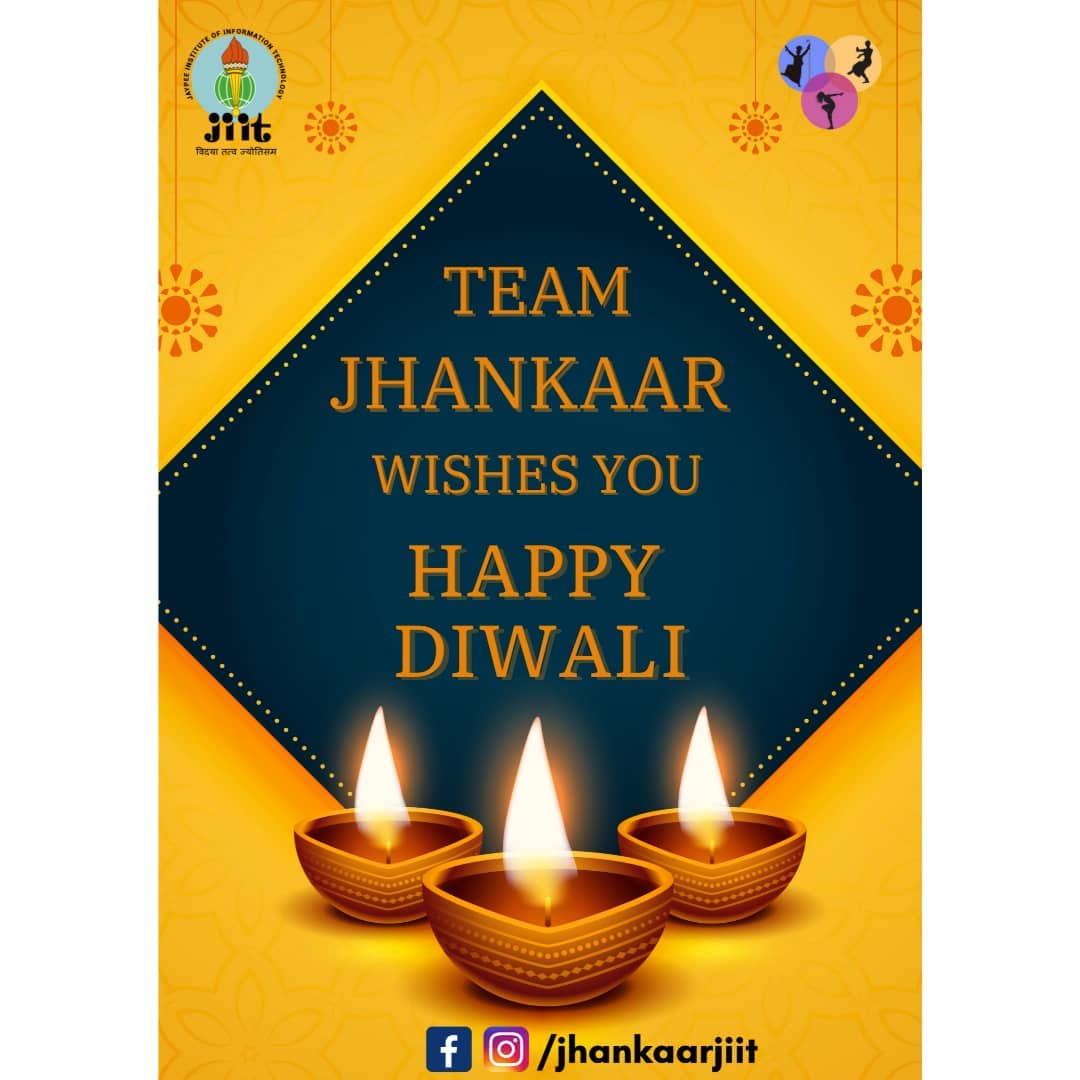 JAYPEE INSTITUTE OF INFORMATION TECHNOLOGY
jiit
विद्या तत्व ज्योतिसम
TEAM
JHANKAAR
WISHES YOU
HAPPY
DIWALI
/jhankaarjiit